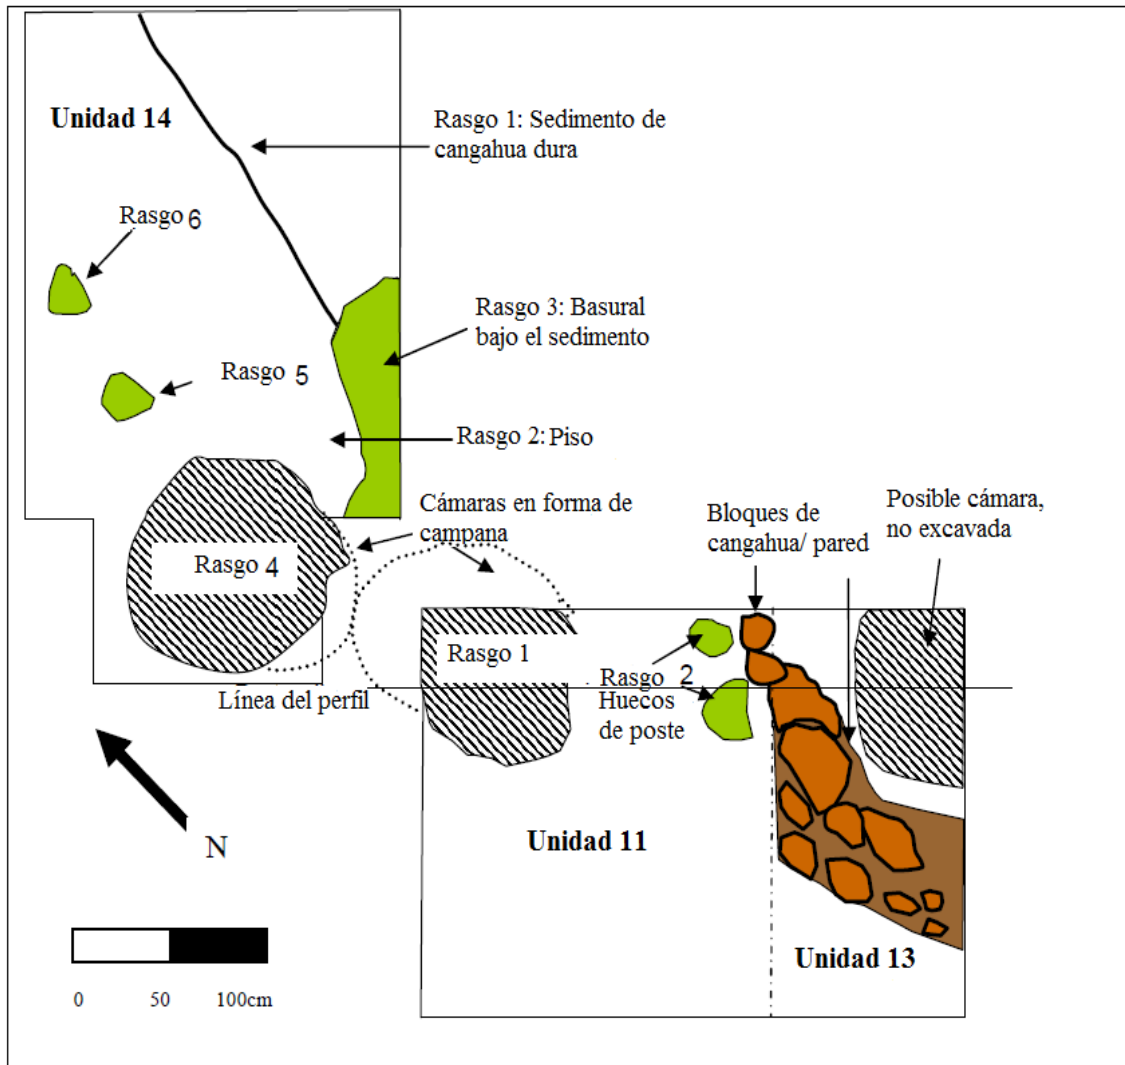 Unidad 14
Rasgo 1: Sedimento de
cangahua dura
Rasgo 6
Rasgo 3: Basural
bajo el sedimento
Rasgo 5
Rasgo 2: Piso
Cámaras en forma de
campana
Bloques de
cangahua/ pared
Posible cámara,
no excavada
Rasgo 4
Rasgo 1
Rasgo 2
Huecos
de poste
Línea del perfil
N
Unidad 11
Unidad 13
0 50 100cm